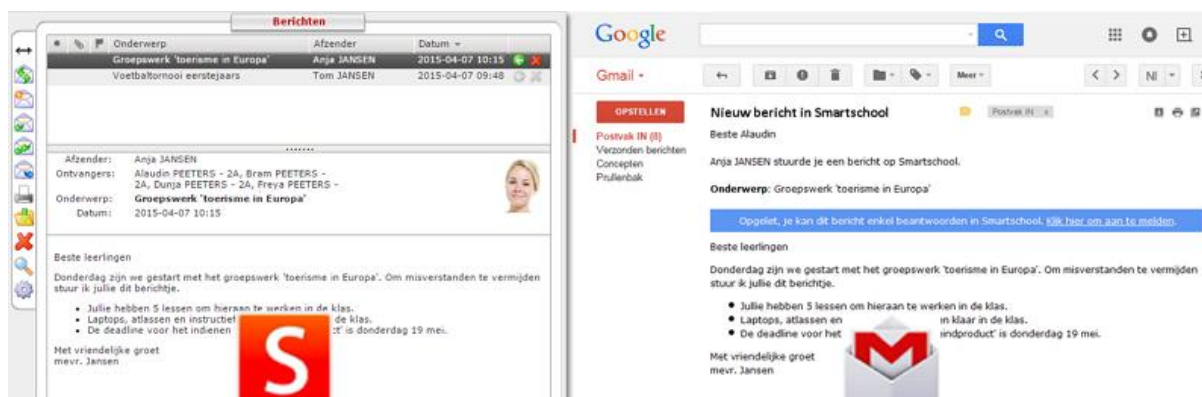 Berichten
Onderwerp Afzender Datum
Groepswerk 'toerisme in Europa' Anja JANSEN 2015-04-07 10:15
Voetbaltornooi eerstejaars Tom JANSEN 2015-04-07 09:48
Afzender: Anja JANSEN
Ontvangers: Alaudin PEETERS - 2A, Bram PEETERS -
2A, Dunja PEETERS - 2A, Freya PEETERS -
Onderwerp: Groepswerk 'toerisme in Europa'
Datum: 2015-04-07 10:15
Beste leerlingen
Donderdag zijn we gestart met het groepswerk 'toerisme in Europa'. Om misverstanden te vermijden
stuur ik jullie dit berichtje.
• Jullie hebben 5 lessen om hieraan te werken in de klas.
• Laptops, atlassen en instructief de klas.
• De deadline voor het indienen ct' is donderdag 19 mei.
Met vriendelijke groet
mevr. Jansen
S
Google
Gmail
Meer
Nl
OPSTELLEN
Postvak IN (8)
Verzonden berichten
Concepten
Prullenbak
Nieuw bericht in Smartschool
Postvak IN x
Beste Alaudin
Anja JANSEN stuurde je een bericht op Smartschool.
Onderwerp: Groepswerk 'toerisme in Europa'
Opgelet, je kan dit bericht enkel beantwoorden in Smartschool. Klik hier om aan te melden.
Beste leerlingen
Donderdag zijn we gestart met het groepswerk 'toerisme in Europa'. Om misverstanden te vermijden
stuur ik jullie dit berichtje.
• Jullie hebben 5 lessen om hieraan te werken in de klas.
• Laptops, atlassen en n klaar in de klas.
• De deadline voor het indproduct' is donderdag 19 mei.
Met vriendelijke groet
mevr. Jansen